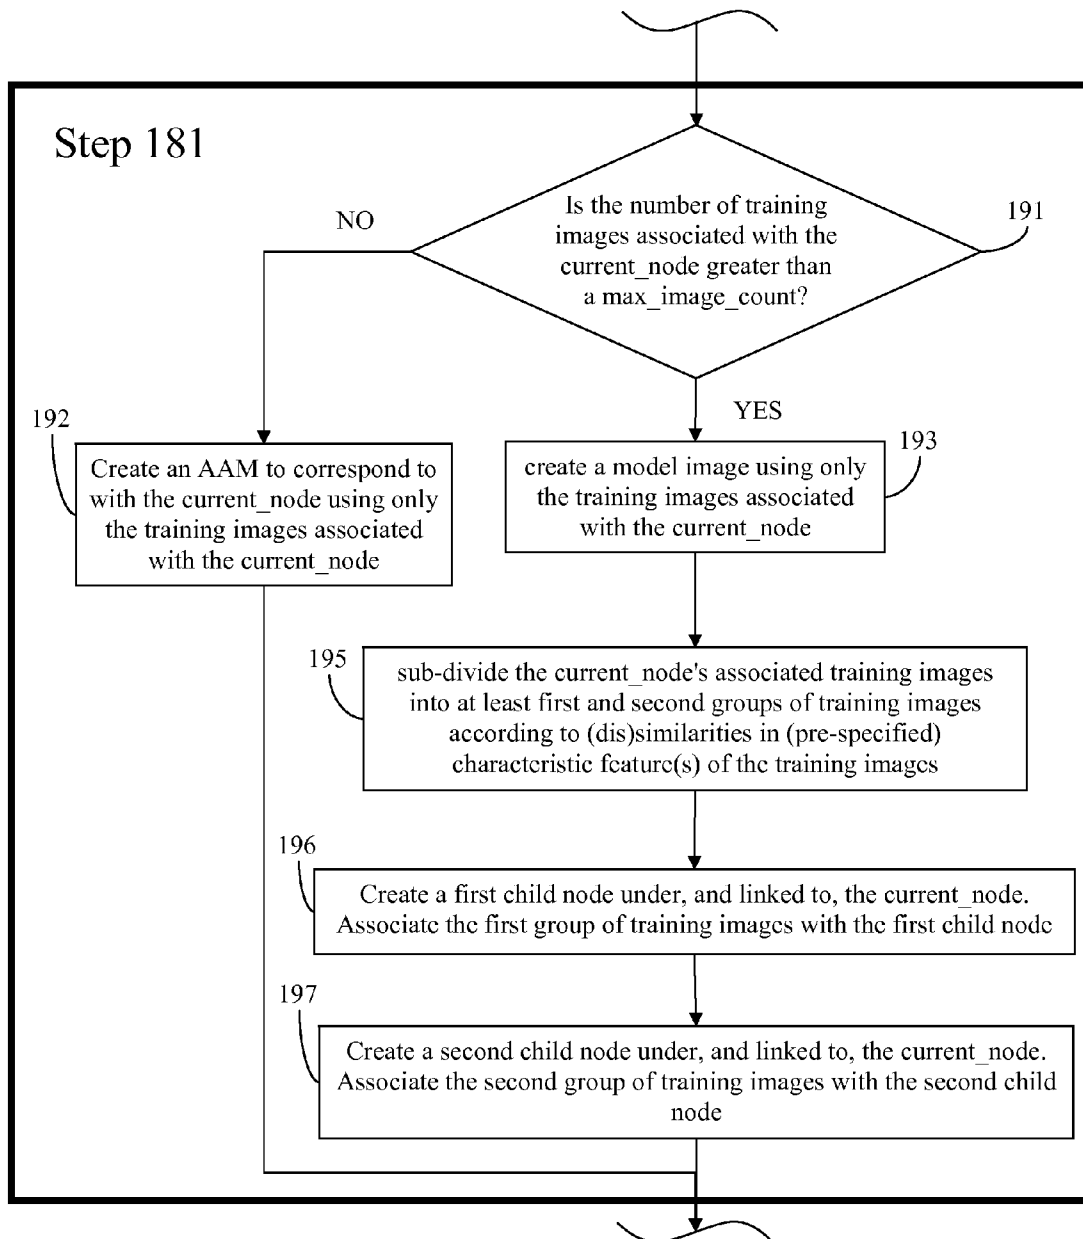 Step 181
Is the number of training
images associated with the
current_node greater than
a max_image_count?
191
NO
YES
192
Create an AAM to correspond to
with the current_node using only
the training images associated
with the current_node
193
create a model image using only
the training images associated
with the current_node
195
sub-divide the current_node's associated training images
into at least first and second groups of training images
according to (dis)similarities in (pre-specified)
characteristic feature(s) of the training images
196
Create a first child node under, and linked to, the current_node.
Associate the first group of training images with the first child node
197
Create a second child node under, and linked to, the current_node.
Associate the second group of training images with the second child
node